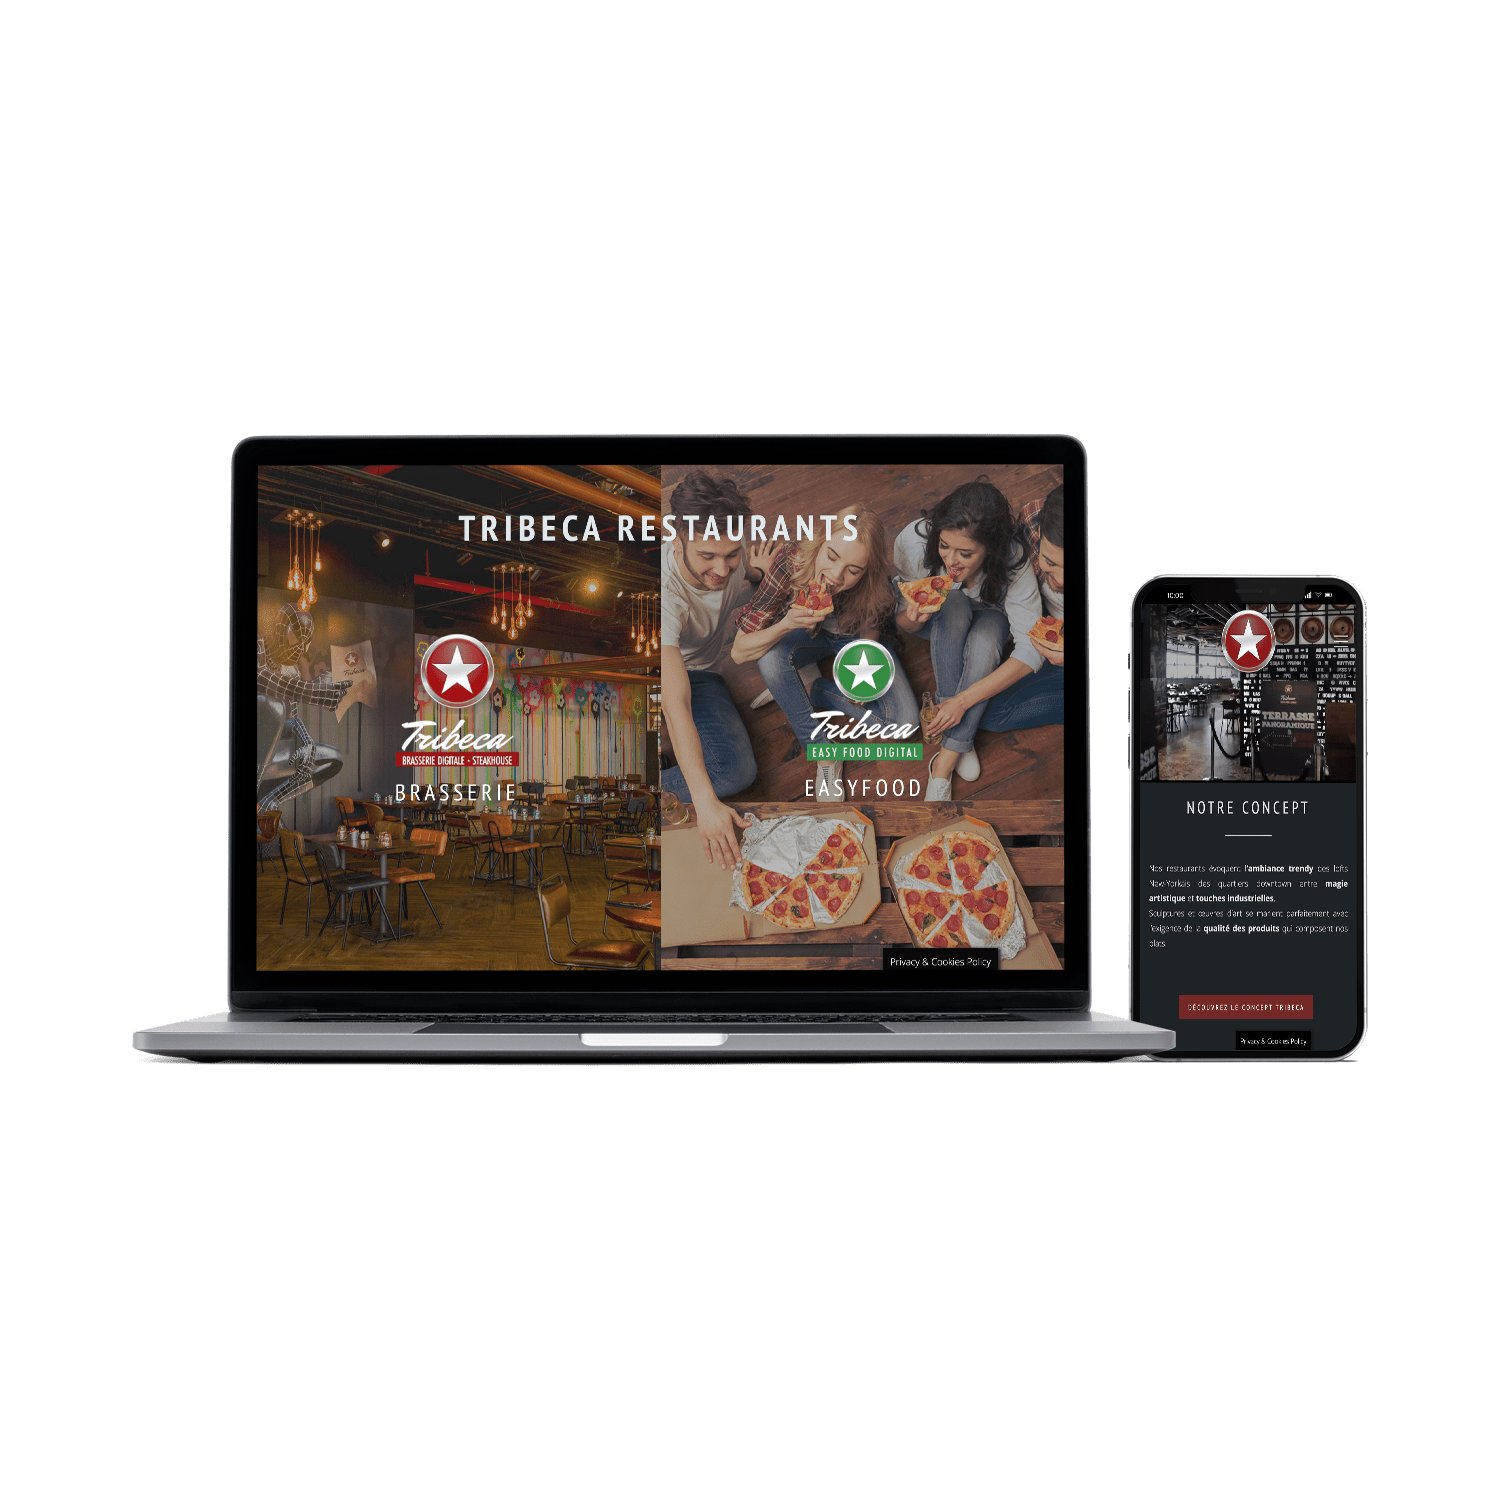 TRIBECA RESTAURANTS
Tribeca
BRASSERIE DIGITALE • STEAKHOUSE
BRASSERIE
Tribeca
EASY FOOD DIGITAL
EASYFOOD
Privacy & Cookies Policy
10:00
TERRASSE
PANORAMIQUE
NOTRE CONCEPT
Nos restaurants évoquent l'ambiance trendy des lofts
New-Yorkais des quartiers downtown entre magie
artistique et touches industrielles.
Sculptures et œuvres d'art se marient parfaitement avec
l'exigence de la qualité des produits qui composent nos
plats.
DÉCOUVREZ LE CONCEPT TRIBECA
Privacy & Cookies Policy